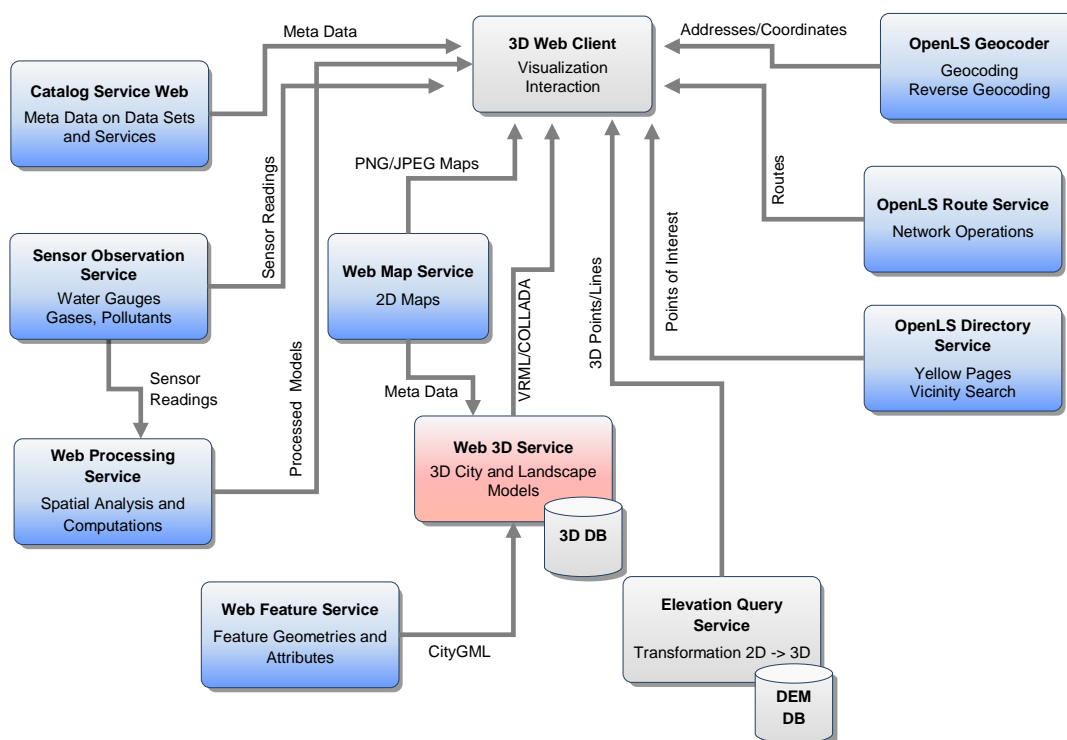 Meta Data
3D Web Client
Visualization
Interaction
Addresses/Coordinates
OpenLS Geocoder
Geocoding
Reverse Geocoding
Catalog Service Web
Meta Data on Data Sets
and Services
PNG/JPEG Maps
Sensor Readings
Routes
OpenLS Route Service
Network Operations
Sensor Observation
Service
Water Gauges
Gases, Pollutants
Web Map Service
2D Maps
VRML/COLLADA
3D Points/Lines
Points of Interest
OpenLS Directory
Service
Yellow Pages
Vicinity Search
Sensor
Readings
Processed Models
Meta Data
Web Processing
Service
Spatial Analysis and
Computations
Web 3D Service
3D City and Landscape
Models
3D DB
Web Feature Service
Feature Geometries and
Attributes
CityGML
Elevation Query
Service
Transformation 2D -> 3D
DEM
DB